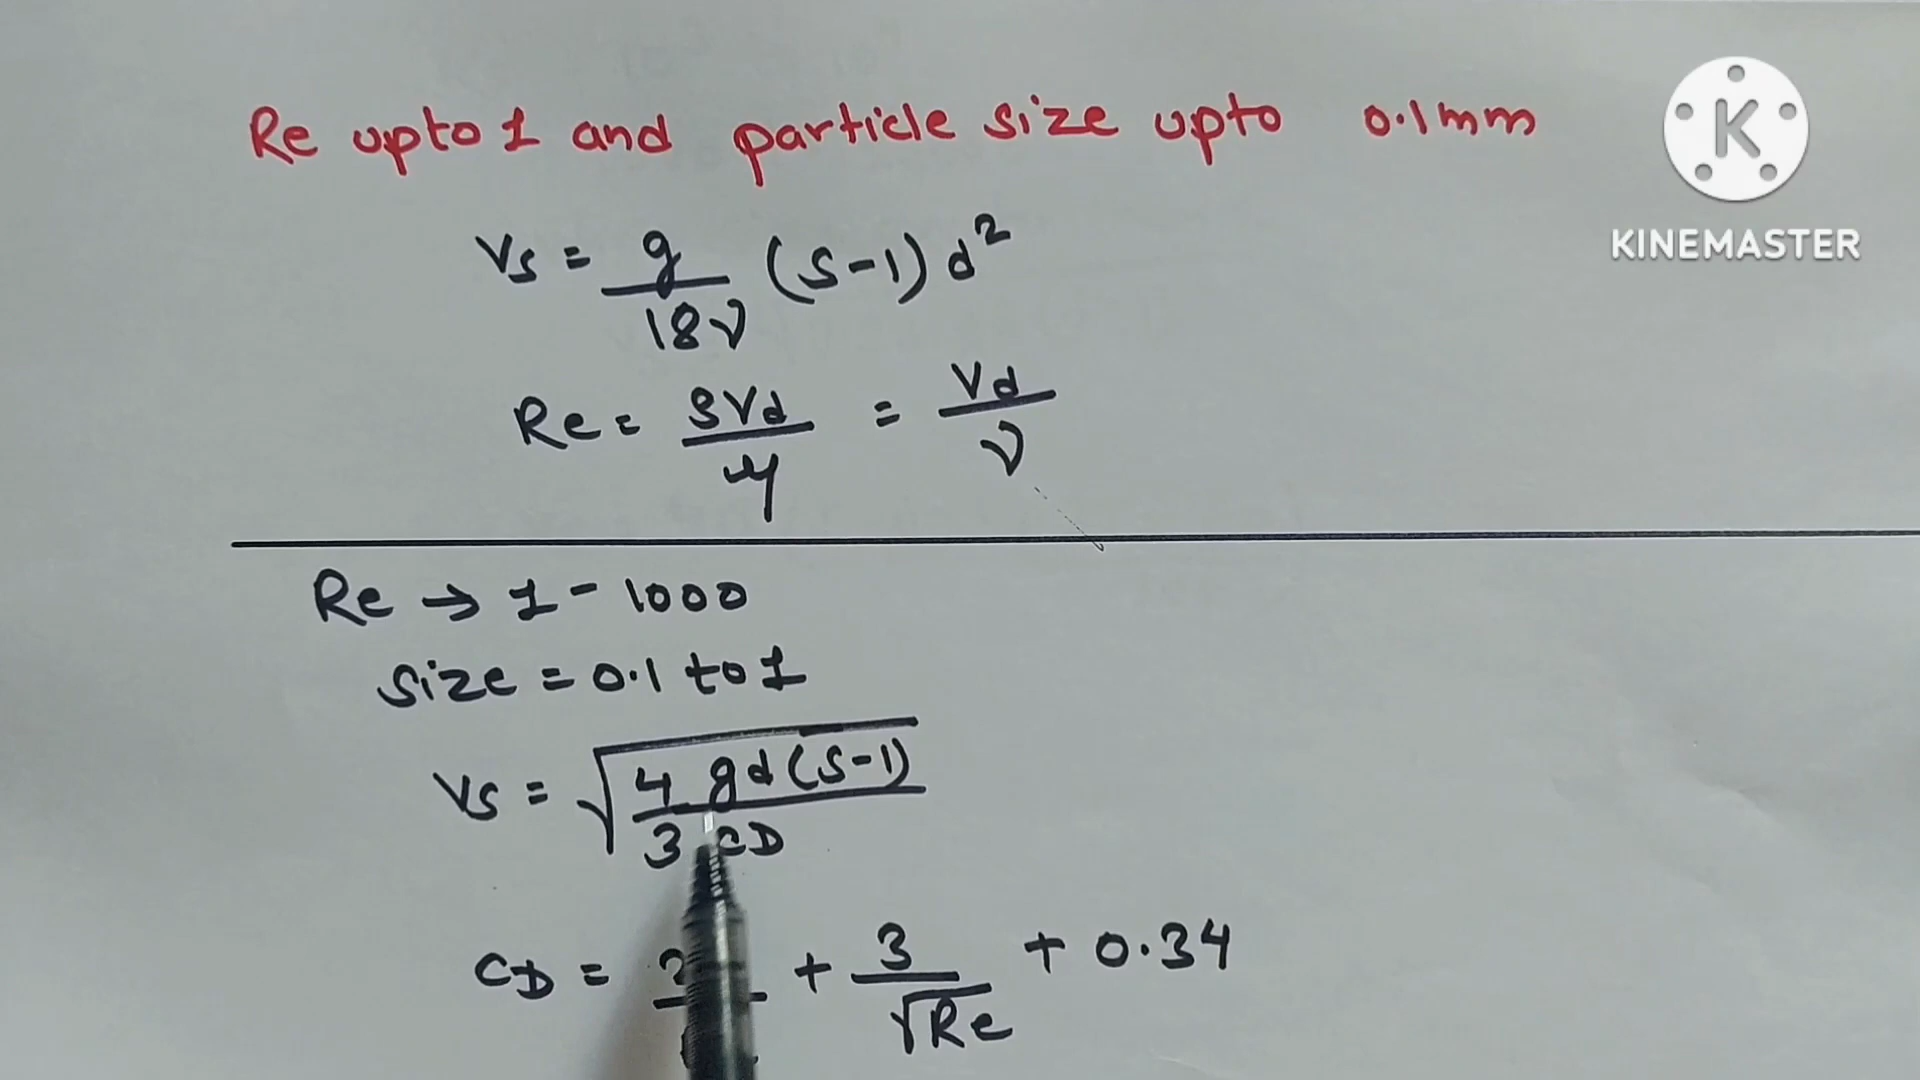 Re upto 1 and particle size upto 0.1mm
K
KINEMASTER
Vs = g/18ν (S-1) d²
Re = ρVd/μ = Vd/ν
Re → 1 - 1000
Size = 0.1 to 1
Vs = √(4 gd(S-1)/3 CD)
CD = + 3/√Re + 0.34